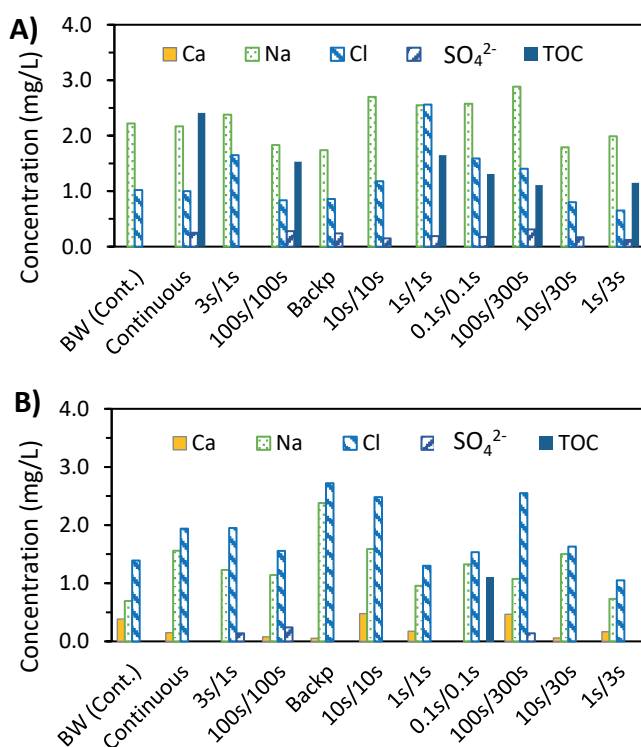 A)
Ca Na Cl SO₄²⁻ TOC
Concentration (mg/L)
4.0
3.0
2.0
1.0
0.0
BW (Cont.)
Continuous
3s/1s
100s/100s
Backp
10s/10s
1s/1s
0.1s/0.1s
100s/300s
10s/30s
1s/3s
B)
Ca Na Cl SO₄²⁻ TOC
Concentration (mg/L)
4.0
3.0
2.0
1.0
0.0
BW (Cont.)
Continuous
3s/1s
100s/100s
Backp
10s/10s
1s/1s
0.1s/0.1s
100s/300s
10s/30s
1s/3s